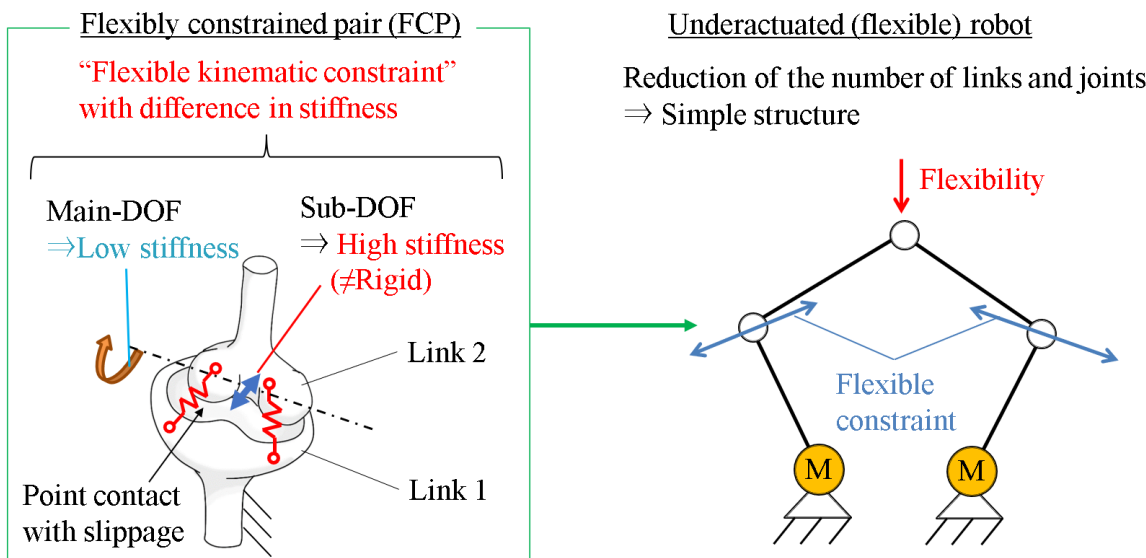 Flexibly constrained pair (FCP)
“Flexible kinematic constraint”
with difference in stiffness
Main-DOF
⇒Low stiffness
Sub-DOF
⇒ High stiffness
(≠Rigid)
Link 2
Link 1
Point contact
with slippage
Underactuated (flexible) robot
Reduction of the number of links and joints
⇒ Simple structure
Flexibility
Flexible
constraint
M
M